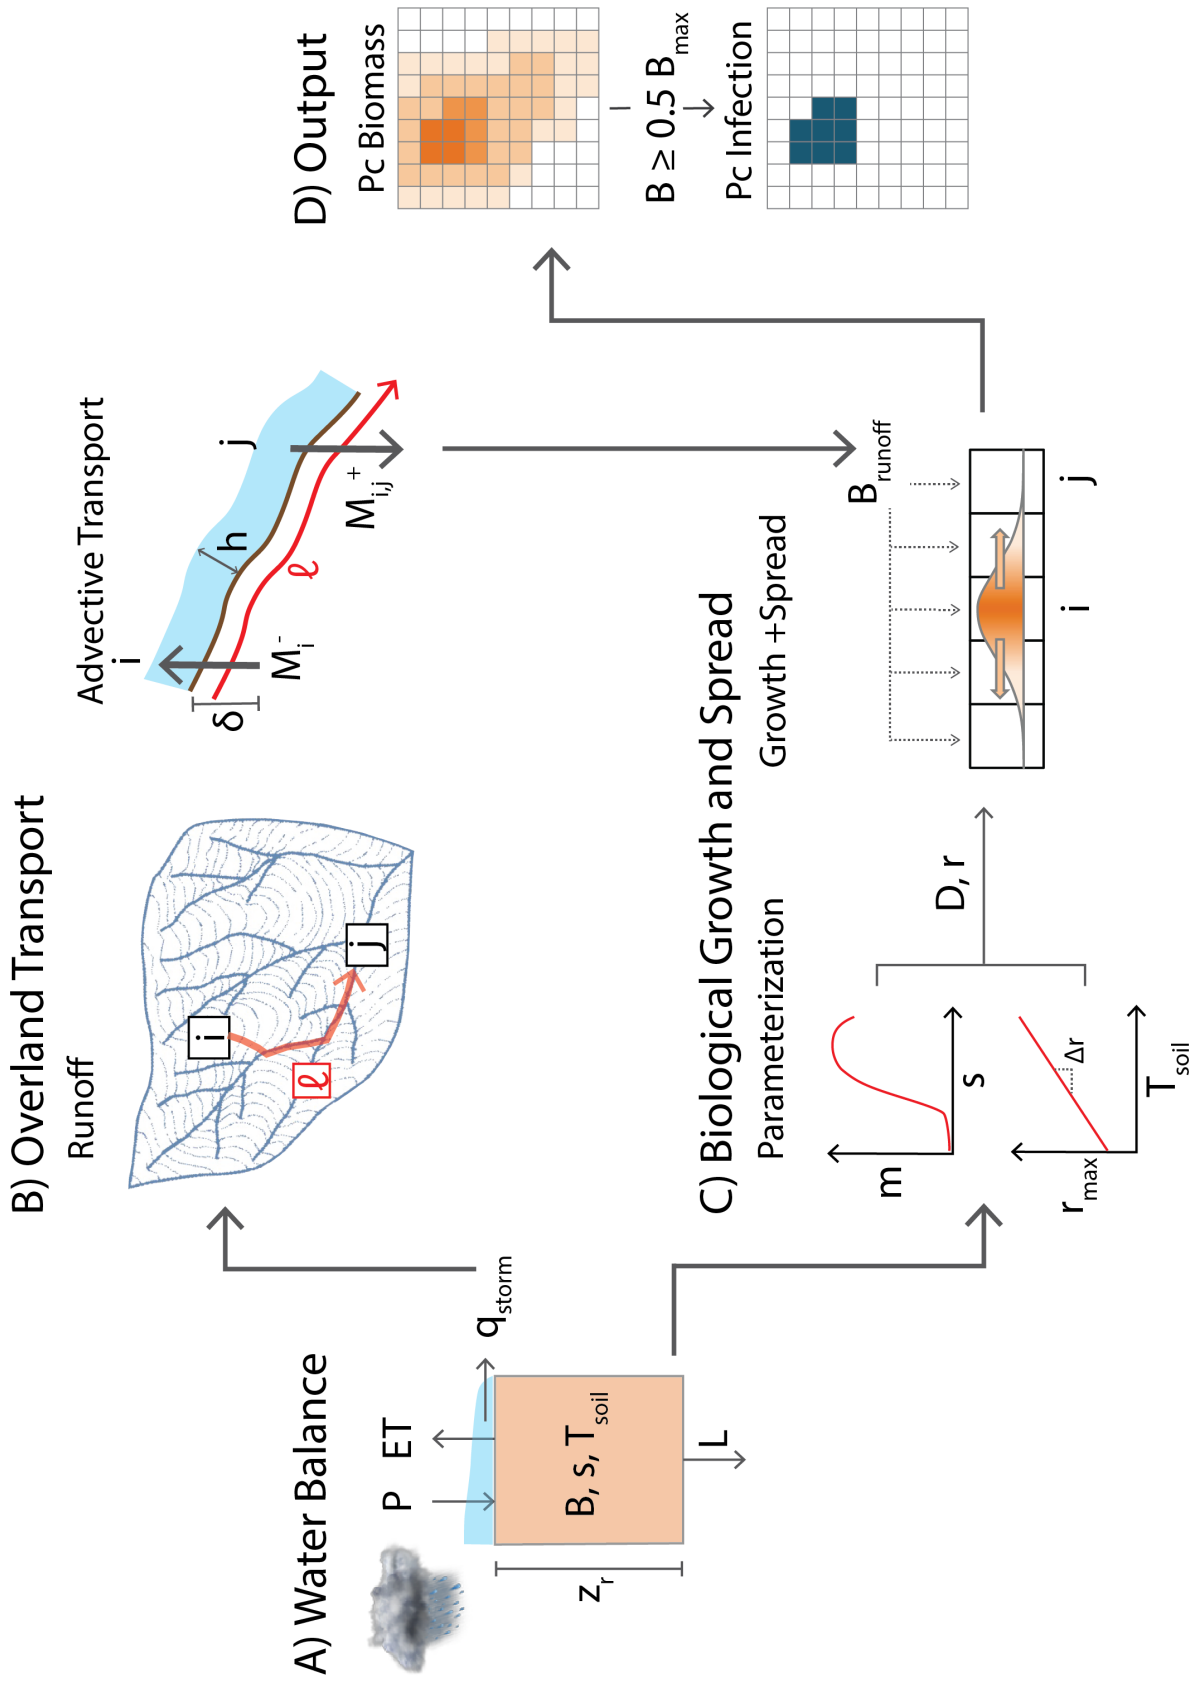 A) Water Balance
P
ET
q_storm
B, s, T_soil
z_r
L
B) Overland Transport
Runoff
i
ℓ
j
Advective Transport
i
j
h
δ
ℓ
M_i^-
M_i,j^+
C) Biological Growth and Spread
Parameterization
m
s
r_max
Δr
T_soil
D, r
Growth +Spread
B_runoff
i
j
D) Output
Pc Biomass
B ≥ 0.5 B_max
Pc Infection